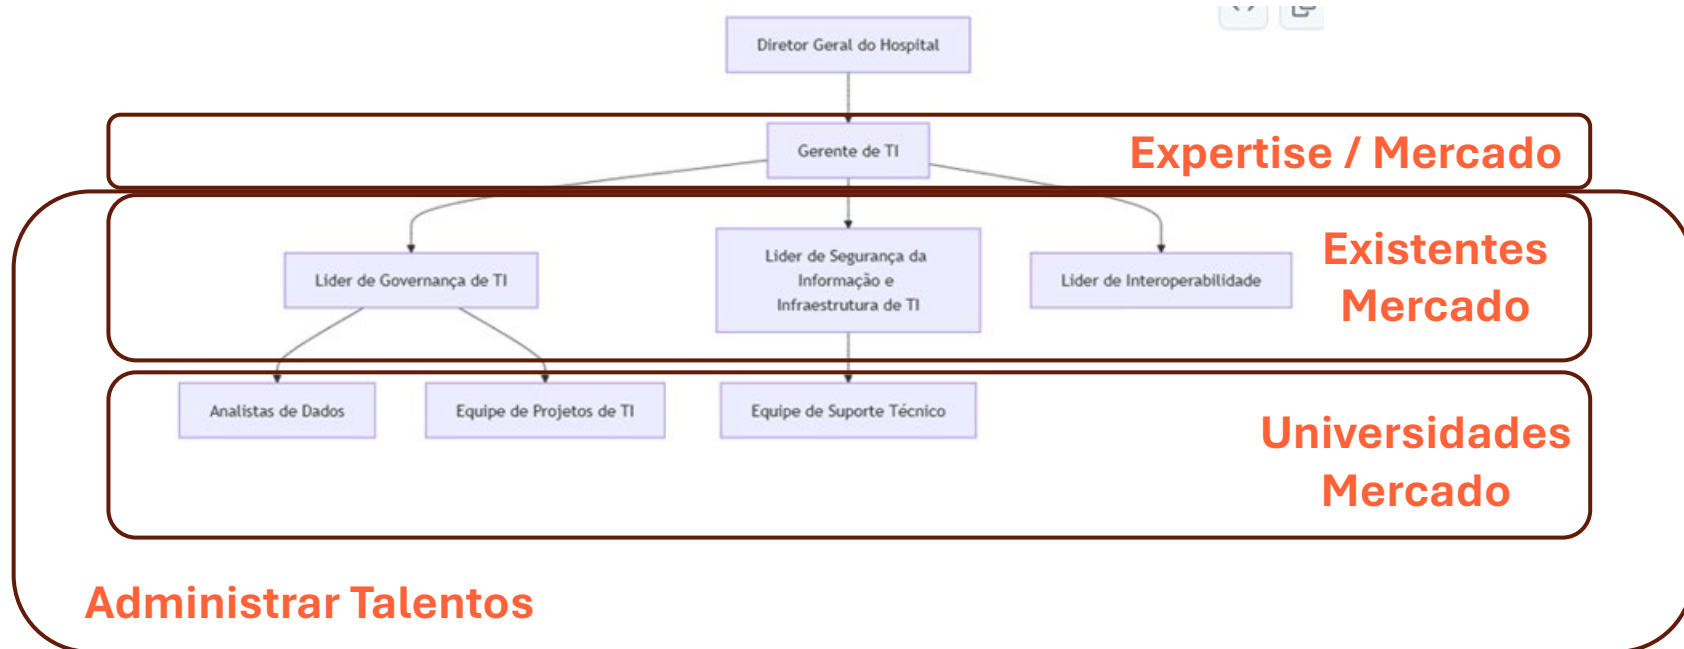 Diretor Geral do Hospital
Gerente de TI
Expertise / Mercado
Líder de Governança de TI
Líder de Segurança da
Informação e
Infraestrutura de TI
Líder de Interoperabilidade
Existentes
Mercado
Analistas de Dados
Equipe de Projetos de TI
Equipe de Suporte Técnico
Universidades
Mercado
Administrar Talentos